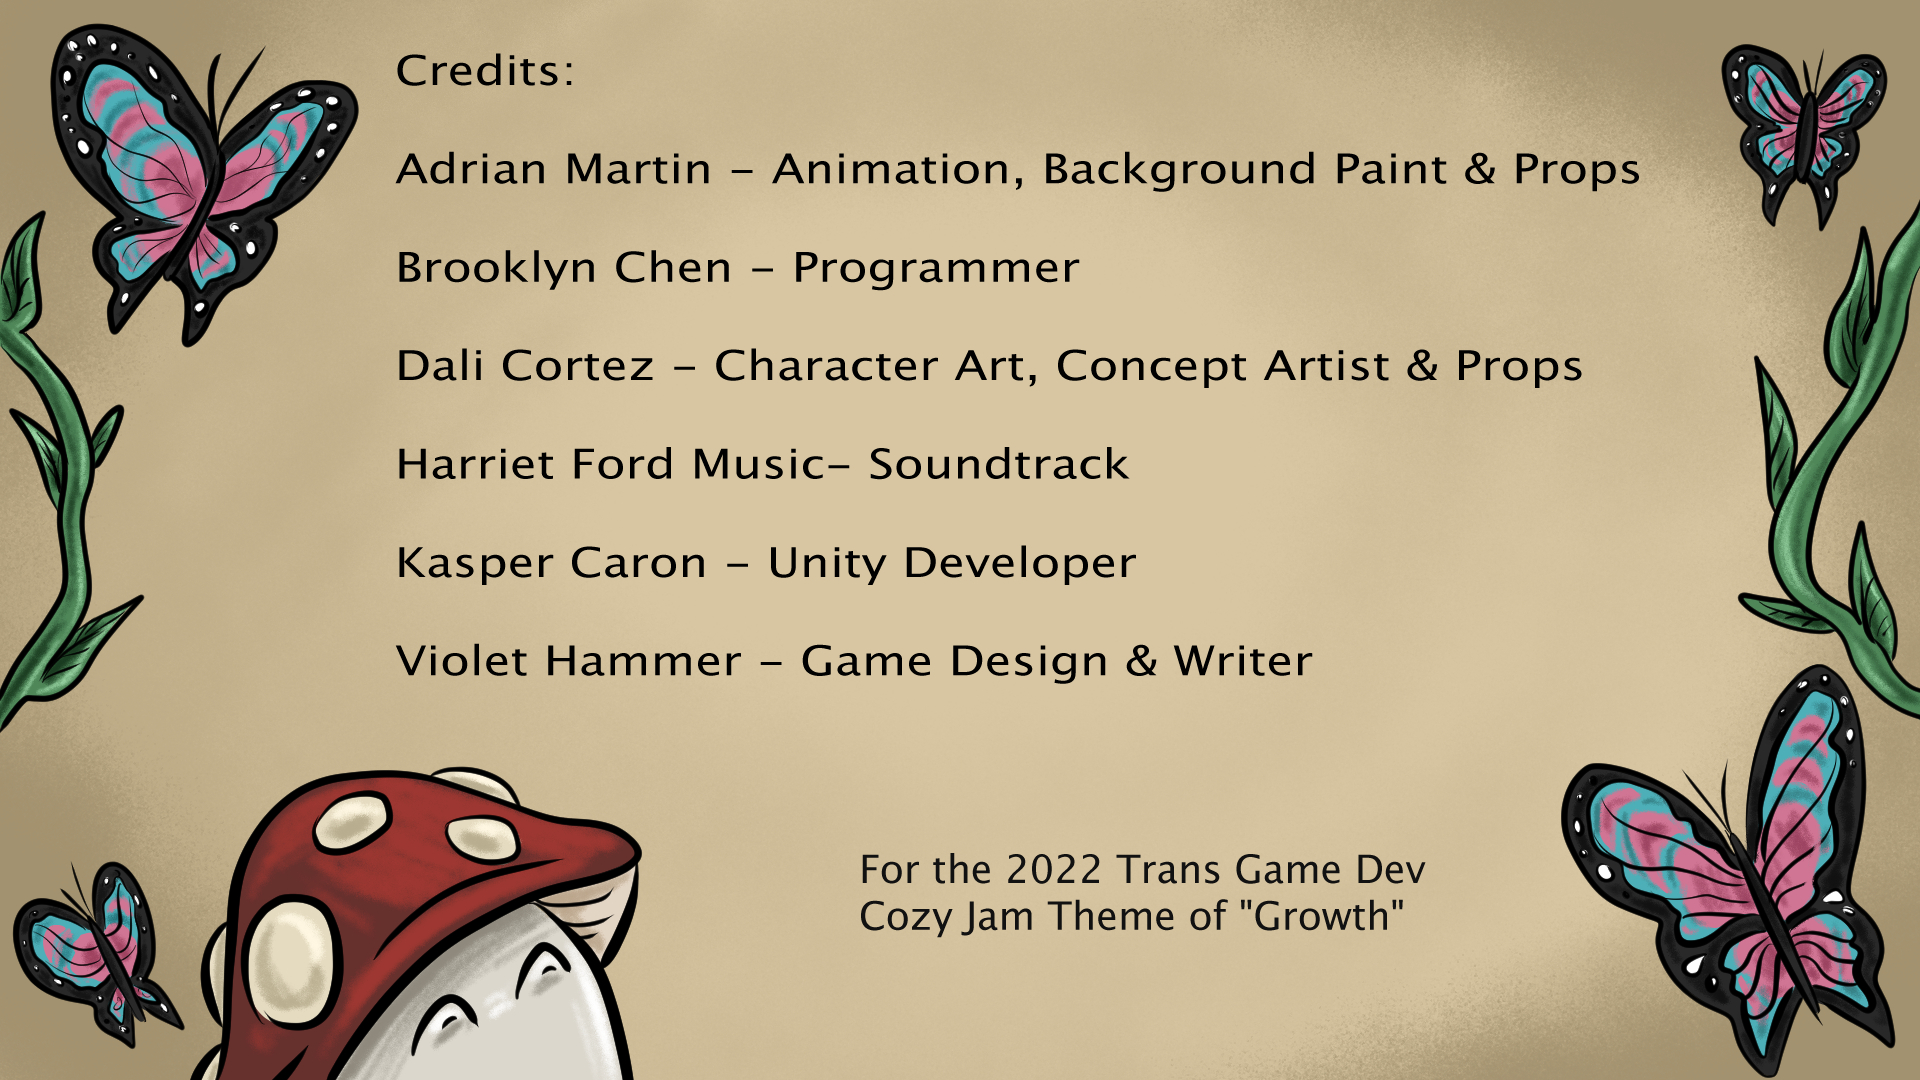 Credits:
Adrian Martin – Animation, Background Paint & Props
Brooklyn Chen – Programmer
Dali Cortez – Character Art, Concept Artist & Props
Harriet Ford Music– Soundtrack
Kasper Caron – Unity Developer
Violet Hammer – Game Design & Writer
For the 2022 Trans Game Dev
Cozy Jam Theme of "Growth"